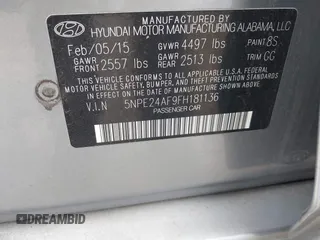 HYUNDAI MOTOR MANUFACTURING ALABAMA, LLC
Feb/05/15 GVWR 4497 lbs PAINT 8S
GAWR FRONT 2557 lbs GAWR REAR 2513 lbs TRIM GG
THIS VEHICLE CONFORMS TO ALL APPLICABLE FEDERAL
MOTOR VEHICLE SAFETY, BUMPER, AND THEFT PREVENTION
STANDARDS IN EFFECT ON THE DATE OF MANUFACTURE SHOWN ABOVE.
V.I.N 5NPE24AF9FH181136
PASSENGER CAR
DREAMBID